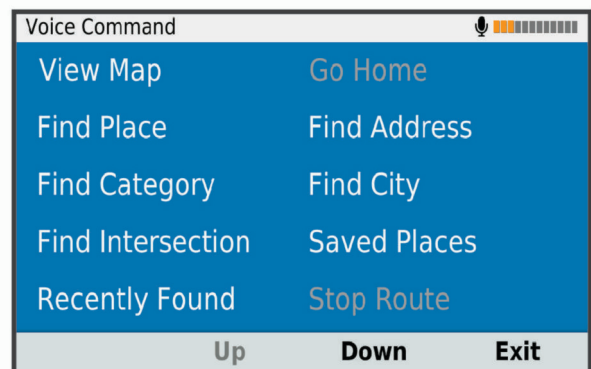 Voice Command
View Map Go Home
Find Place Find Address
Find Category Find City
Find Intersection Saved Places
Recently Found Stop Route
Up Down Exit